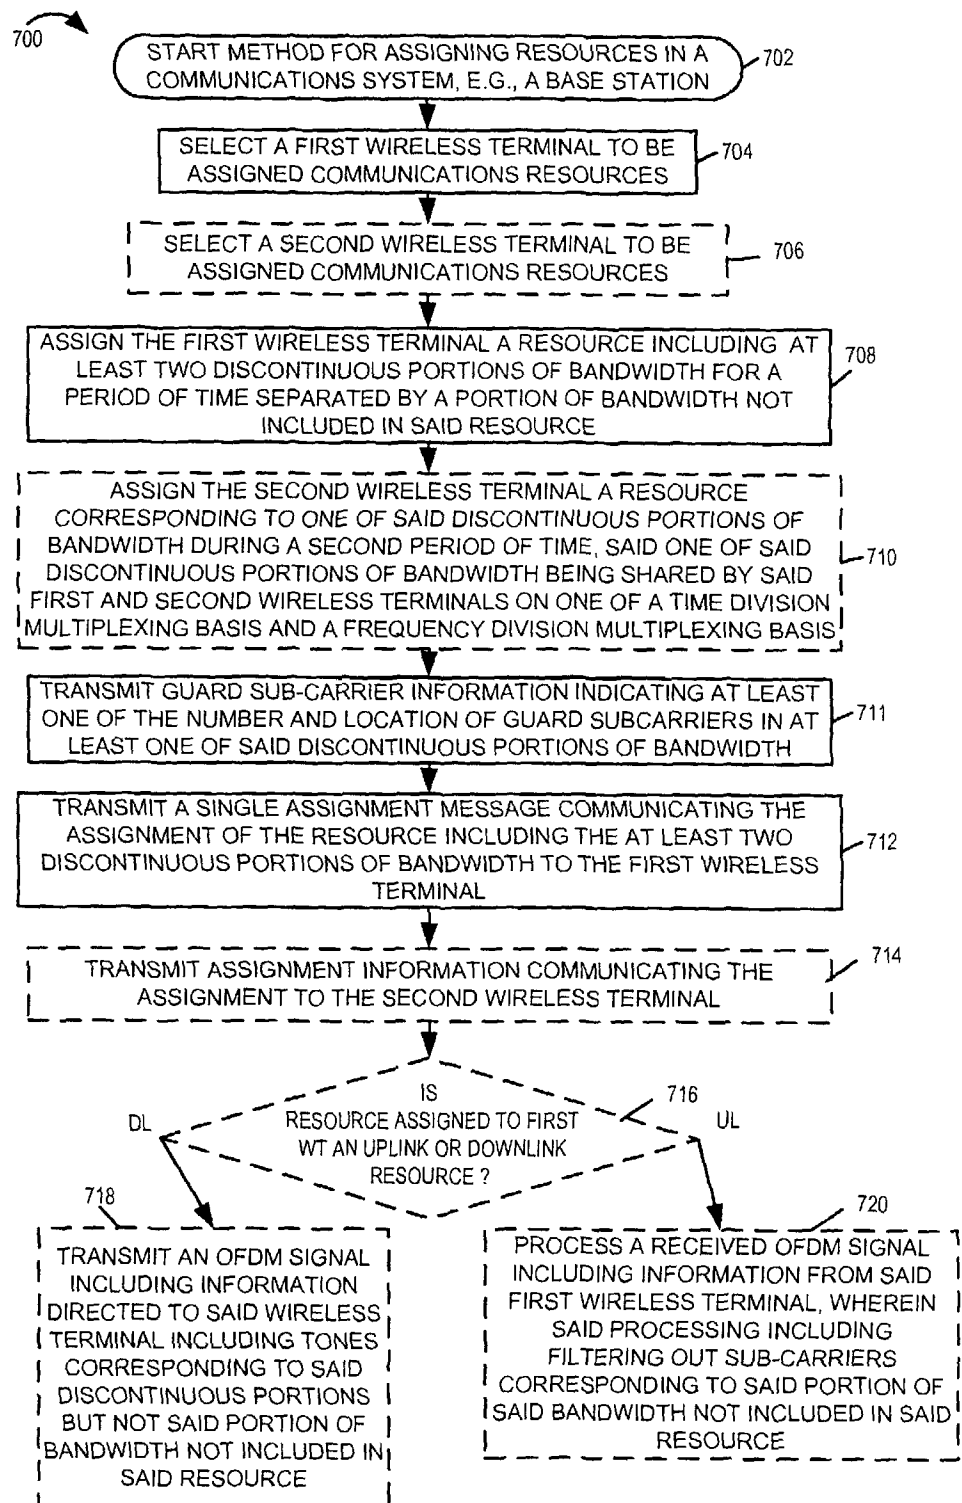 700
START METHOD FOR ASSIGNING RESOURCES IN A
COMMUNICATIONS SYSTEM, E.G., A BASE STATION
702
SELECT A FIRST WIRELESS TERMINAL TO BE
ASSIGNED COMMUNICATIONS RESOURCES
704
SELECT A SECOND WIRELESS TERMINAL TO BE
ASSIGNED COMMUNICATIONS RESOURCES
706
ASSIGN THE FIRST WIRELESS TERMINAL A RESOURCE INCLUDING AT
LEAST TWO DISCONTINUOUS PORTIONS OF BANDWIDTH FOR A
PERIOD OF TIME SEPARATED BY A PORTION OF BANDWIDTH NOT
INCLUDED IN SAID RESOURCE
708
ASSIGN THE SECOND WIRELESS TERMINAL A RESOURCE
CORRESPONDING TO ONE OF SAID DISCONTINUOUS PORTIONS OF
BANDWIDTH DURING A SECOND PERIOD OF TIME, SAID ONE OF SAID
DISCONTINUOUS PORTIONS OF BANDWIDTH BEING SHARED BY SAID
FIRST AND SECOND WIRELESS TERMINALS ON ONE OF A TIME DIVISION
MULTIPLEXING BASIS AND A FREQUENCY DIVISION MULTIPLEXING BASIS
710
TRANSMIT GUARD SUB-CARRIER INFORMATION INDICATING AT LEAST
ONE OF THE NUMBER AND LOCATION OF GUARD SUBCARRIERS IN AT
LEAST ONE OF SAID DISCONTINUOUS PORTIONS OF BANDWIDTH
711
TRANSMIT A SINGLE ASSIGNMENT MESSAGE COMMUNICATING THE
ASSIGNMENT OF THE RESOURCE INCLUDING THE AT LEAST TWO
DISCONTINUOUS PORTIONS OF BANDWIDTH TO THE FIRST WIRELESS
TERMINAL
712
TRANSMIT ASSIGNMENT INFORMATION COMMUNICATING THE
ASSIGNMENT TO THE SECOND WIRELESS TERMINAL
714
IS
RESOURCE ASSIGNED TO FIRST
WT AN UPLINK OR DOWNLINK
RESOURCE ?
716
DL
UL
718
TRANSMIT AN OFDM SIGNAL
INCLUDING INFORMATION
DIRECTED TO SAID WIRELESS
TERMINAL INCLUDING TONES
CORRESPONDING TO SAID
DISCONTINUOUS PORTIONS
BUT NOT SAID PORTION OF
BANDWIDTH NOT INCLUDED IN
SAID RESOURCE
720
PROCESS A RECEIVED OFDM SIGNAL
INCLUDING INFORMATION FROM SAID
FIRST WIRELESS TERMINAL, WHEREIN
SAID PROCESSING INCLUDING
FILTERING OUT SUB-CARRIERS
CORRESPONDING TO SAID PORTION OF
SAID BANDWIDTH NOT INCLUDED IN SAID
RESOURCE